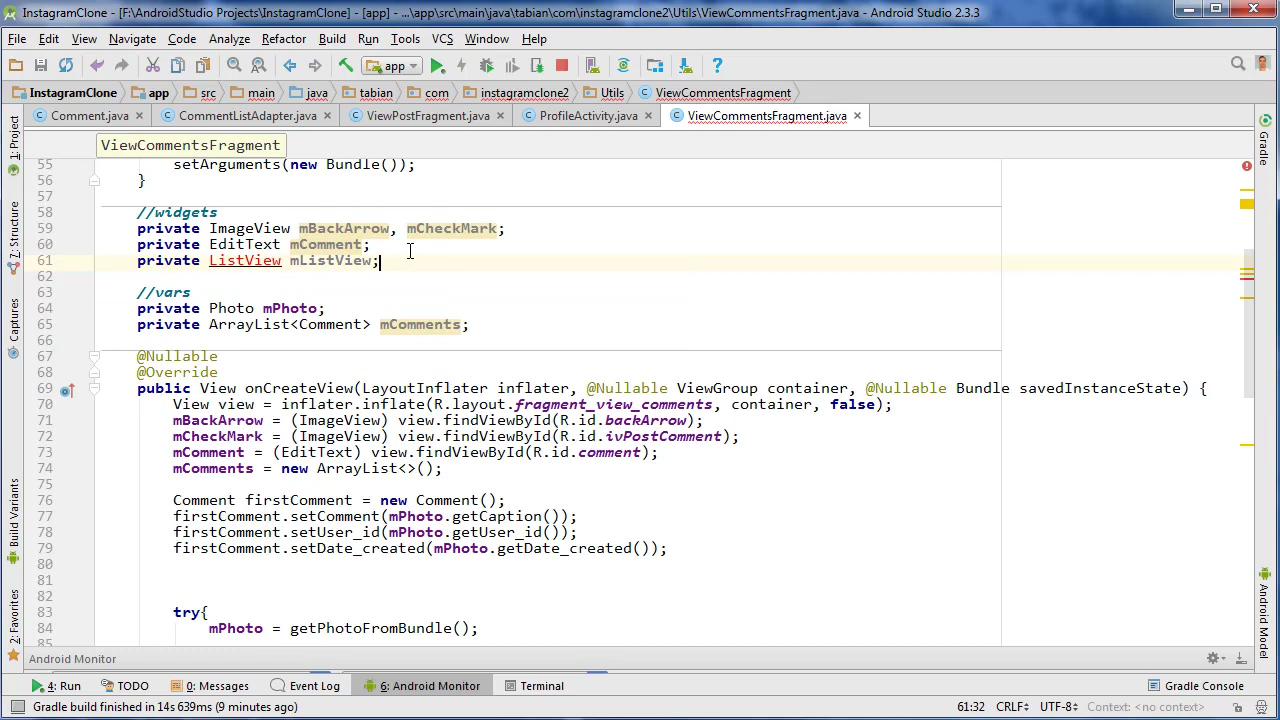 InstagramClone - [F:\AndroidStudio Projects\InstagramClone] - [app] - ...\app\src\main\java\tabian\com\instagramclone2\Utils\ViewCommentsFragment.java - Android Studio 2.3.3
File Edit View Navigate Code Analyze Refactor Build Run Tools VCS Window Help
app
InstagramClone app src main java tabian com instagramclone2 Utils ViewCommentsFragment
Comment.java CommentListAdapter.java ViewPostFragment.java ProfileActivity.java ViewCommentsFragment.java
ViewCommentsFragment
55 setArguments(new Bundle());
56 }
57
58 //widgets
59 private ImageView mBackArrow, mCheckMark;
60 private EditText mComment;
61 private ListView mListView;
62
63 //vars
64 private Photo mPhoto;
65 private ArrayList<Comment> mComments;
66
67 @Nullable
68 @Override
69 public View onCreateView(LayoutInflater inflater, @Nullable ViewGroup container, @Nullable Bundle savedInstanceState) {
70 View view = inflater.inflate(R.layout.fragment_view_comments, container, false);
71 mBackArrow = (ImageView) view.findViewById(R.id.backArrow);
72 mCheckMark = (ImageView) view.findViewById(R.id.ivPostComment);
73 mComment = (EditText) view.findViewById(R.id.comment);
74 mComments = new ArrayList<>();
75
76 Comment firstComment = new Comment();
77 firstComment.setComment(mPhoto.getCaption());
78 firstComment.setUser_id(mPhoto.getUser_id());
79 firstComment.setDate_created(mPhoto.getDate_created());
80
81
82
83 try{
84 mPhoto = getPhotoFromBundle();
85
1: Project
7: Structure
Captures
Build Variants
2: Favorites
Gradle
Android Model
Android Monitor
4: Run TODO 0: Messages Event Log 6: Android Monitor Terminal Gradle Console
Gradle build finished in 14s 639ms (9 minutes ago) 61:32 CRLF UTF-8 Context: <no context>